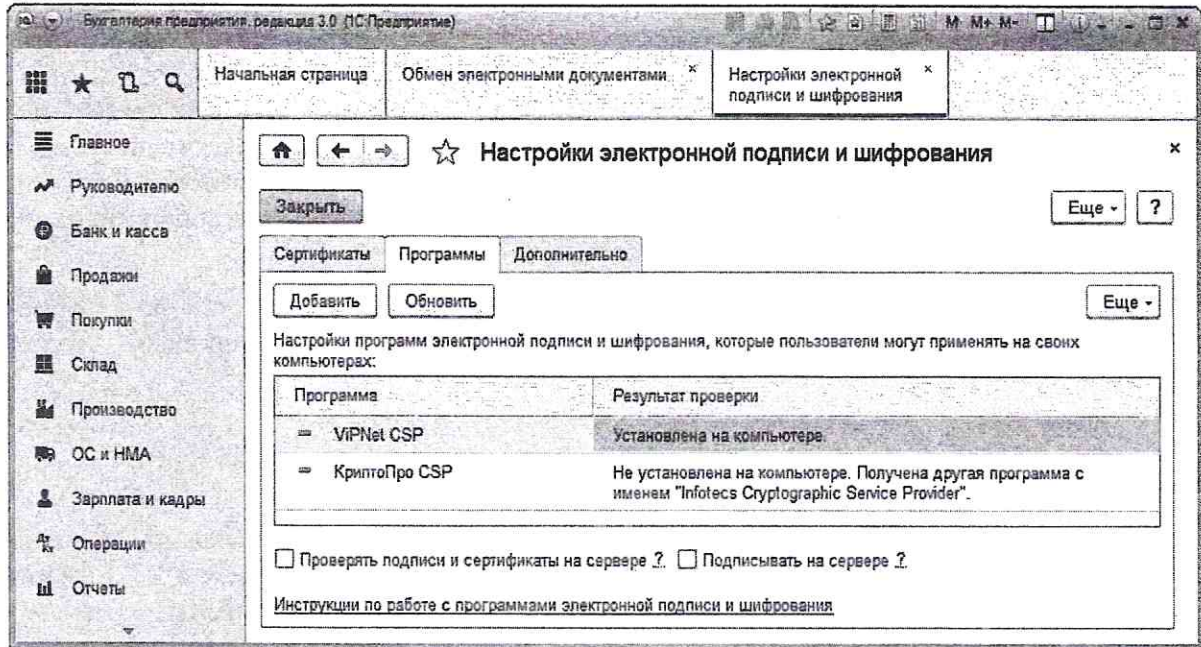 Бухгалтерия предприятия, редакция 3.0 (1С:Предприятие)
M M+ M-
Начальная страница
Обмен электронными документами
Настройки электронной
подписи и шифрования
Главное
Руководителю
Банк и касса
Продажи
Покупки
Склад
Производство
ОС и НМА
Зарплата и кадры
Операции
Отчеты
Настройки электронной подписи и шифрования
Закрыть
Еще
?
Сертификаты
Программы
Дополнительно
Добавить
Обновить
Еще
Настройки программ электронной подписи и шифрования, которые пользователи могут применять на своих
компьютерах:
Программа
Результат проверки
ViPNet CSP
Установлена на компьютере.
КриптоПро CSP
Не установлена на компьютере. Получена другая программа с
именем "Infotecs Cryptographic Service Provider".
Проверять подписи и сертификаты на сервере ? Подписывать на сервере ?
Инструкции по работе с программами электронной подписи и шифрования